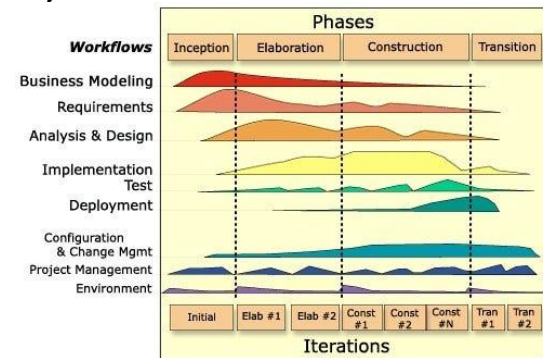 Phases
Workflows Inception Elaboration Construction Transition
Business Modeling
Requirements
Analysis & Design
Implementation
Test
Deployment
Configuration
& Change Mgmt
Project Management
Environment
Initial Elab #1 Elab #2 Const #1 Const #2 Const #N Tran #1 Tran #2
Iterations